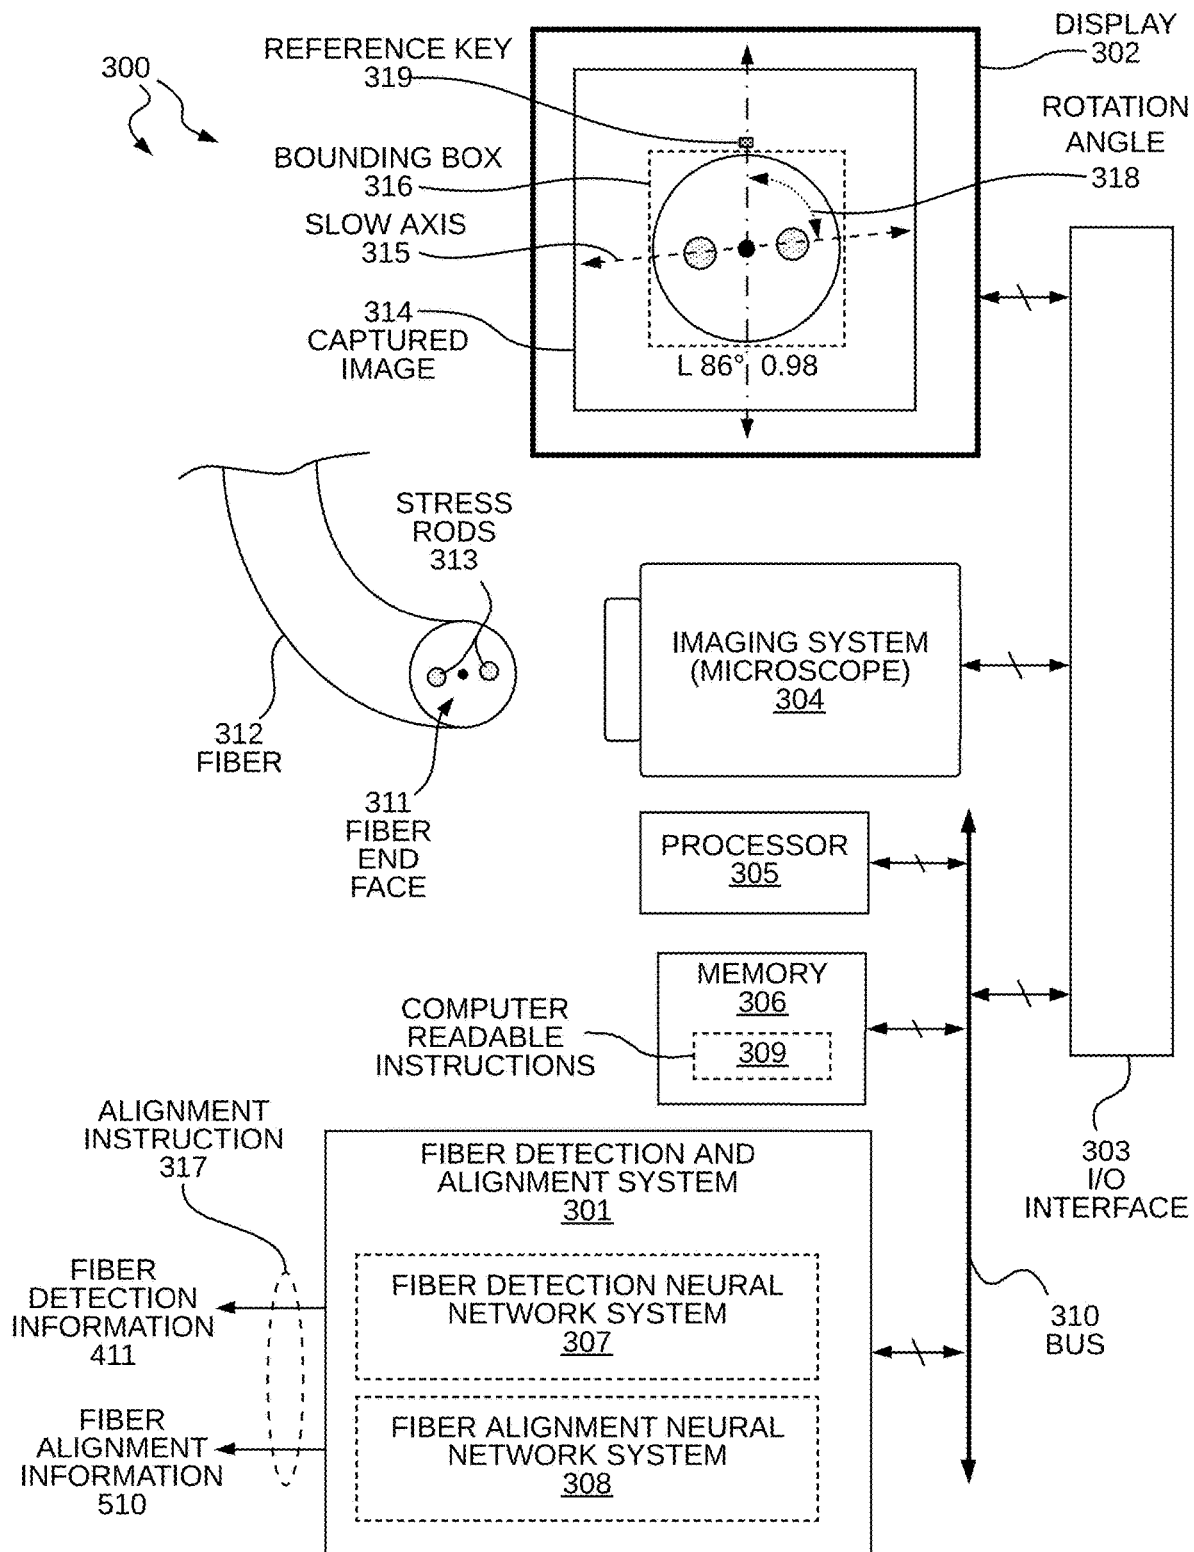 300
REFERENCE KEY
319
DISPLAY
302
ROTATION
ANGLE
318
BOUNDING BOX
316
SLOW AXIS
315
314
CAPTURED
IMAGE
L 86° 0.98
STRESS
RODS
313
312
FIBER
311
FIBER
END
FACE
IMAGING SYSTEM
(MICROSCOPE)
304
PROCESSOR
305
MEMORY
306
309
COMPUTER
READABLE
INSTRUCTIONS
303
I/O
INTERFACE
ALIGNMENT
INSTRUCTION
317
FIBER DETECTION AND
ALIGNMENT SYSTEM
301
FIBER DETECTION NEURAL
NETWORK SYSTEM
307
FIBER ALIGNMENT NEURAL
NETWORK SYSTEM
308
FIBER
DETECTION
INFORMATION
411
FIBER
ALIGNMENT
INFORMATION
510
310
BUS